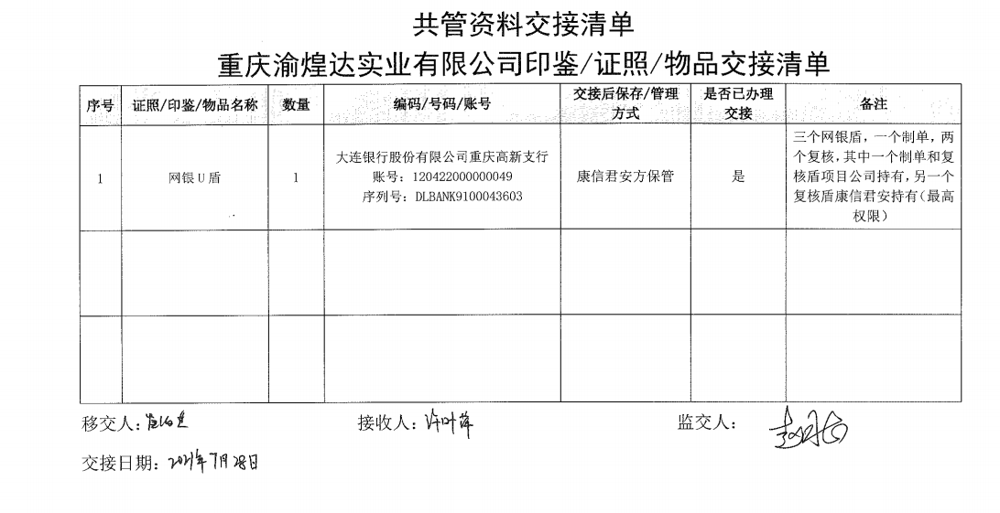 共管资料交接清单
重庆渝煌达实业有限公司印鉴/证照/物品交接清单
序号 证照/印鉴/物品名称 数量 编码/号码/账号 交接后保存/管理方式 是否已办理交接 备注
1 网银U盾 1
大连银行股份有限公司重庆高新支行
账号：120422000000049
序列号：DLBANK9100043603
康信君安方保管 是
三个网银盾，一个制单，两
个复核，其中一个制单和复
核盾项目公司持有，另一个
复核盾康信君安持有（最高
权限）
移交人： 接收人：许叶萍 监交人：
交接日期：2021年7月28日